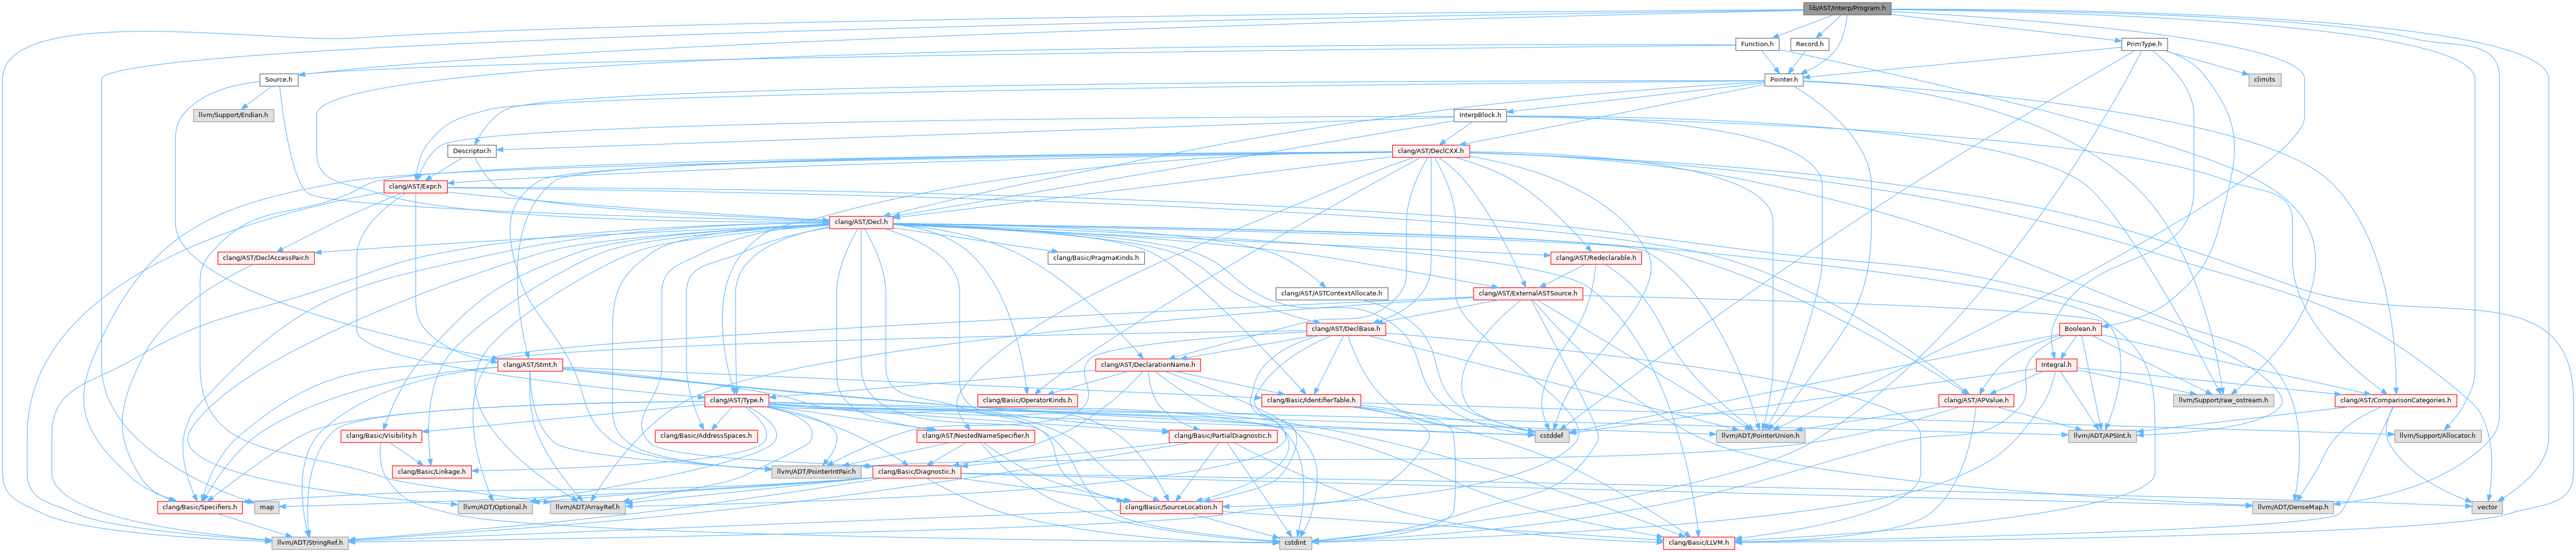 lib/AST/Interp/Program.h
Function.h
Record.h
PrimType.h
Source.h
Pointer.h
climits
llvm/Support/Endian.h
InterpBlock.h
Descriptor.h
clang/AST/DeclCXX.h
clang/AST/Expr.h
clang/AST/Decl.h
clang/AST/DeclAccessPair.h
clang/Basic/PragmaKinds.h
clang/AST/Redeclarable.h
clang/AST/ASTContextAllocate.h
clang/AST/ExternalASTSource.h
clang/AST/DeclBase.h
Boolean.h
clang/AST/Stmt.h
clang/AST/DeclarationName.h
Integral.h
clang/AST/Type.h
clang/Basic/OperatorKinds.h
clang/Basic/IdentifierTable.h
clang/AST/APValue.h
llvm/Support/raw_ostream.h
clang/AST/ComparisonCategories.h
clang/Basic/Visibility.h
clang/Basic/AddressSpaces.h
clang/AST/NestedNameSpecifier.h
clang/Basic/PartialDiagnostic.h
cstddef
llvm/ADT/PointerUnion.h
llvm/ADT/APSInt.h
llvm/Support/Allocator.h
clang/Basic/Linkage.h
llvm/ADT/PointerIntPair.h
clang/Basic/Diagnostic.h
clang/Basic/Specifiers.h
map
llvm/ADT/Optional.h
llvm/ADT/ArrayRef.h
clang/Basic/SourceLocation.h
llvm/ADT/DenseMap.h
vector
llvm/ADT/StringRef.h
cstdint
clang/Basic/LLVM.h